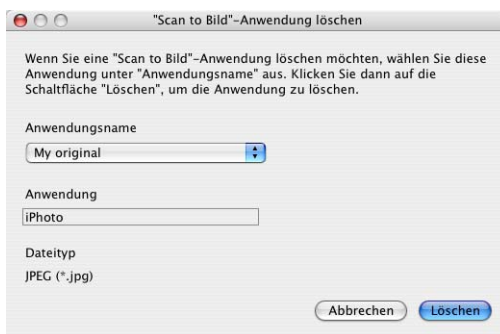 "Scan to Bild"-Anwendung löschen
Wenn Sie eine "Scan to Bild"-Anwendung löschen möchten, wählen Sie diese
Anwendung unter "Anwendungsname" aus. Klicken Sie dann auf die
Schaltfläche "Löschen", um die Anwendung zu löschen.
Anwendungsname
My original
Anwendung
iPhoto
Dateityp
JPEG (*.jpg)
Abbrechen Löschen